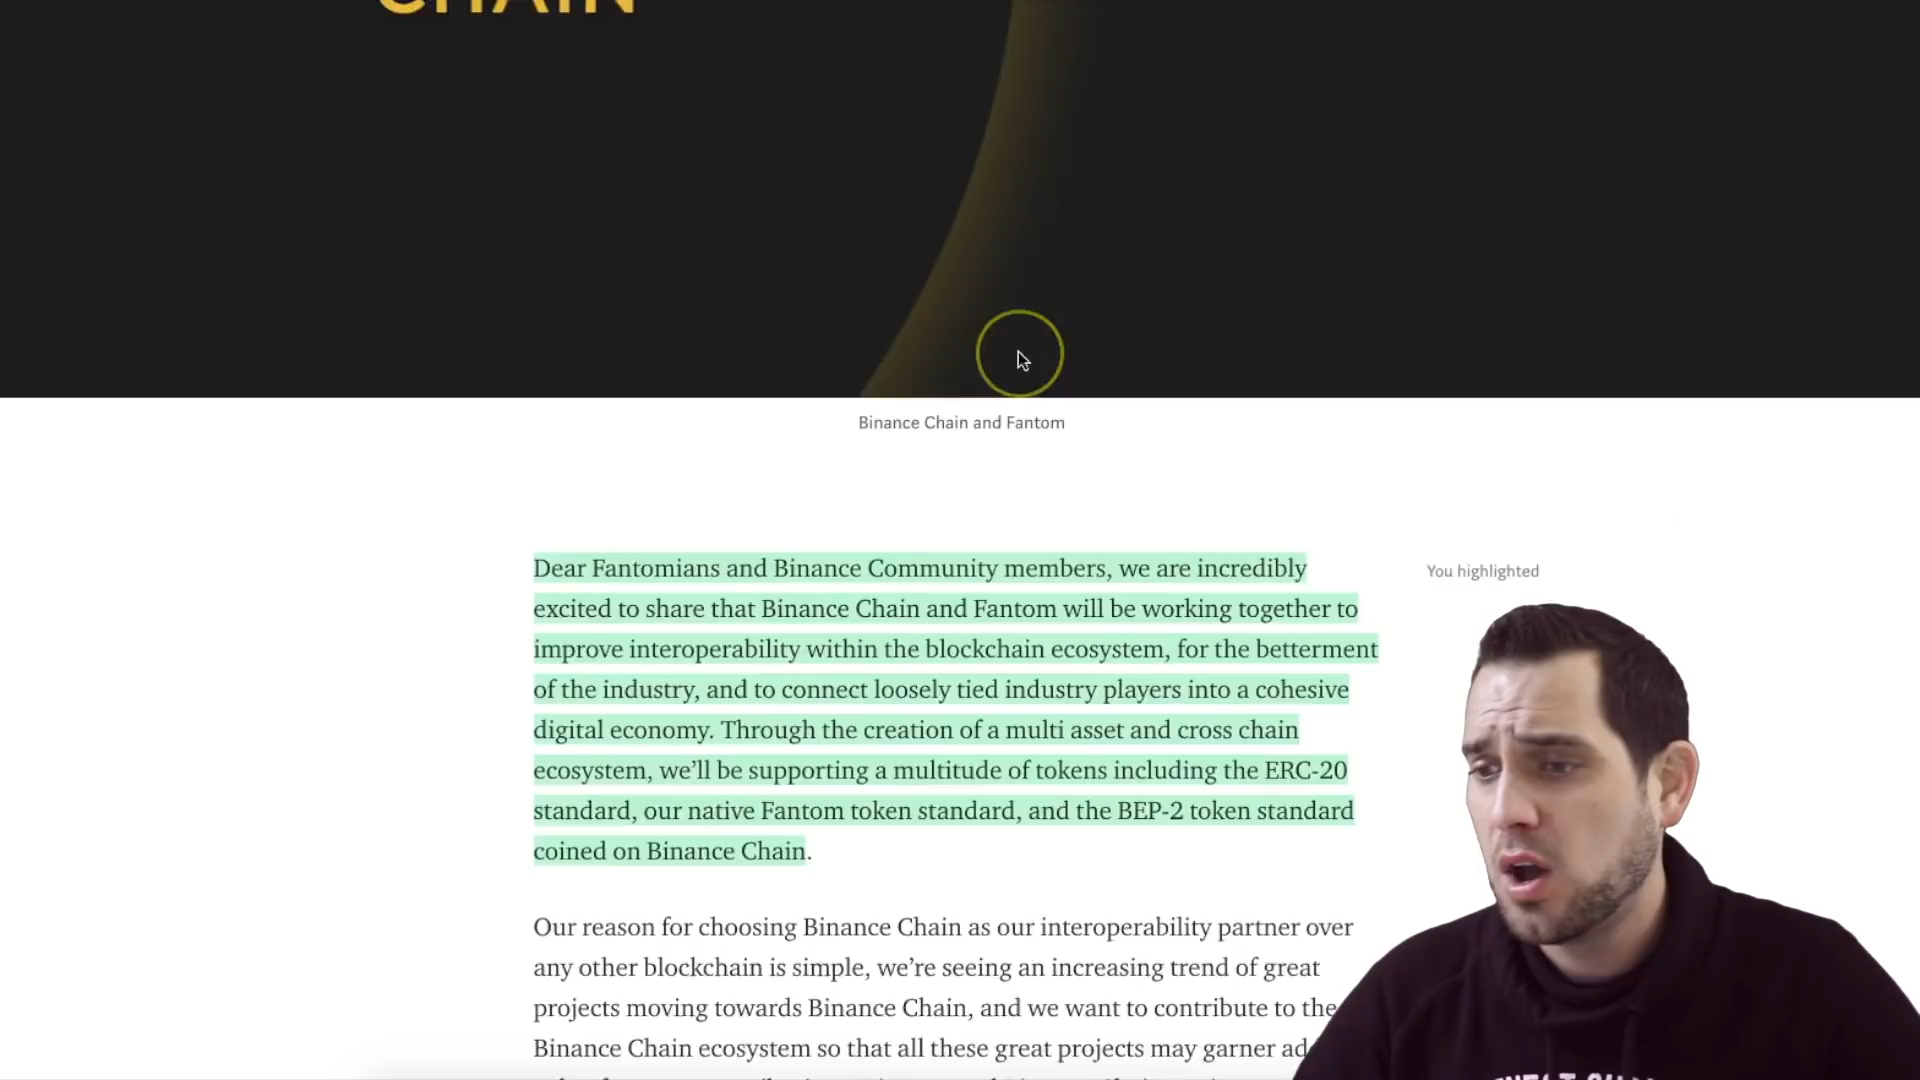 CHAIN
Binance Chain and Fantom
Dear Fantomians and Binance Community members, we are incredibly
You highlighted
excited to share that Binance Chain and Fantom will be working together to
improve interoperability within the blockchain ecosystem, for the betterment
of the industry, and to connect loosely tied industry players into a cohesive
digital economy. Through the creation of a multi asset and cross chain
ecosystem, we’ll be supporting a multitude of tokens including the ERC-20
standard, our native Fantom token standard, and the BEP-2 token standard
coined on Binance Chain.
Our reason for choosing Binance Chain as our interoperability partner over
any other blockchain is simple, we’re seeing an increasing trend of great
projects moving towards Binance Chain, and we want to contribute to the
Binance Chain ecosystem so that all these great projects may garner